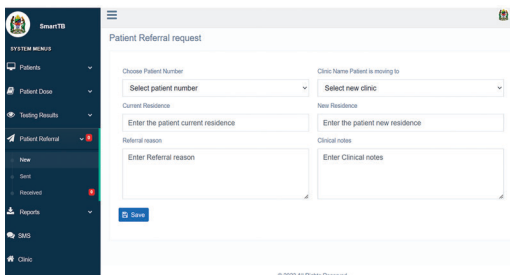 SmartTB
SYSTEM MENUS
Patients
Patient Dose
Testing Results
Patient Referral
New
Sent
Received
Reports
SMS
Clinic
Patient Referral request
Choose Patient Number
Clinic Name Patient is moving to
Select patient number
Select new clinic
Current Residence
New Residence
Enter the patient current residence
Enter the patient new residence
Referral reason
Clinical notes
Enter Referral reason
Enter Clinical notes
Save
All Rights Reserved